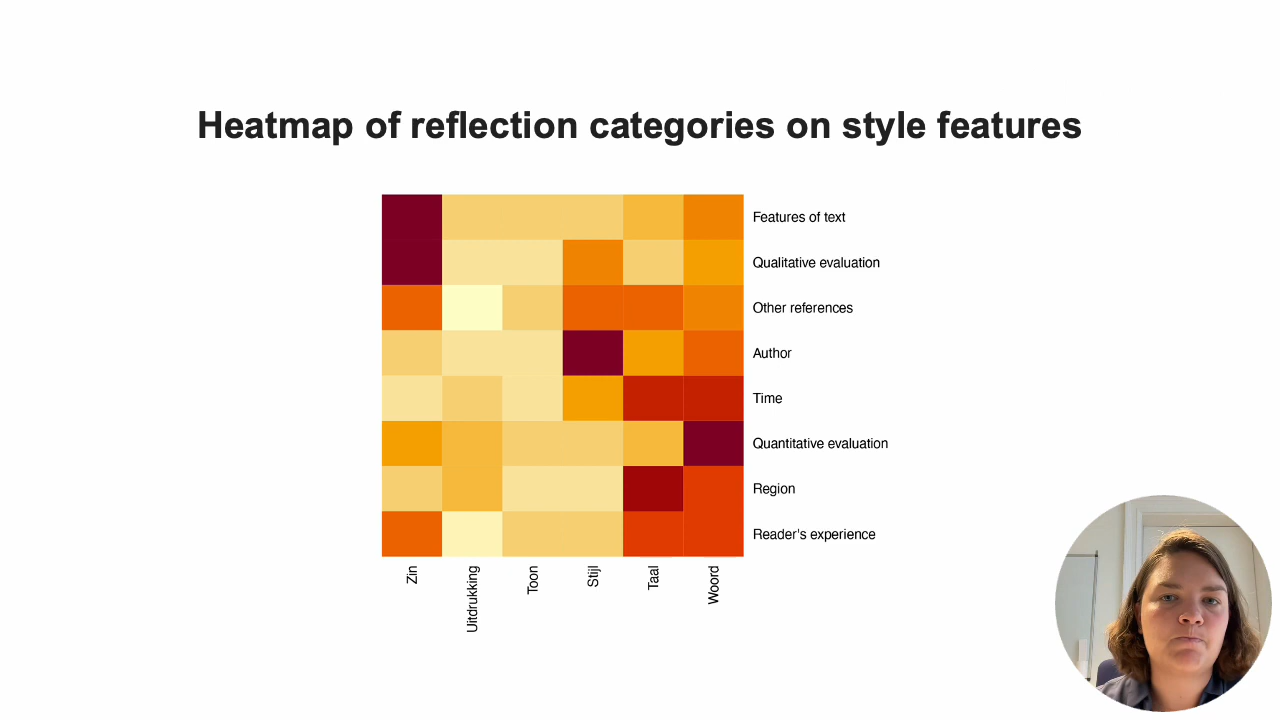 Heatmap of reflection categories on style features
Features of text
Qualitative evaluation
Other references
Author
Time
Quantitative evaluation
Region
Reader's experience
Zin
Uitdrukking
Toon
Stijl
Taal
Woord